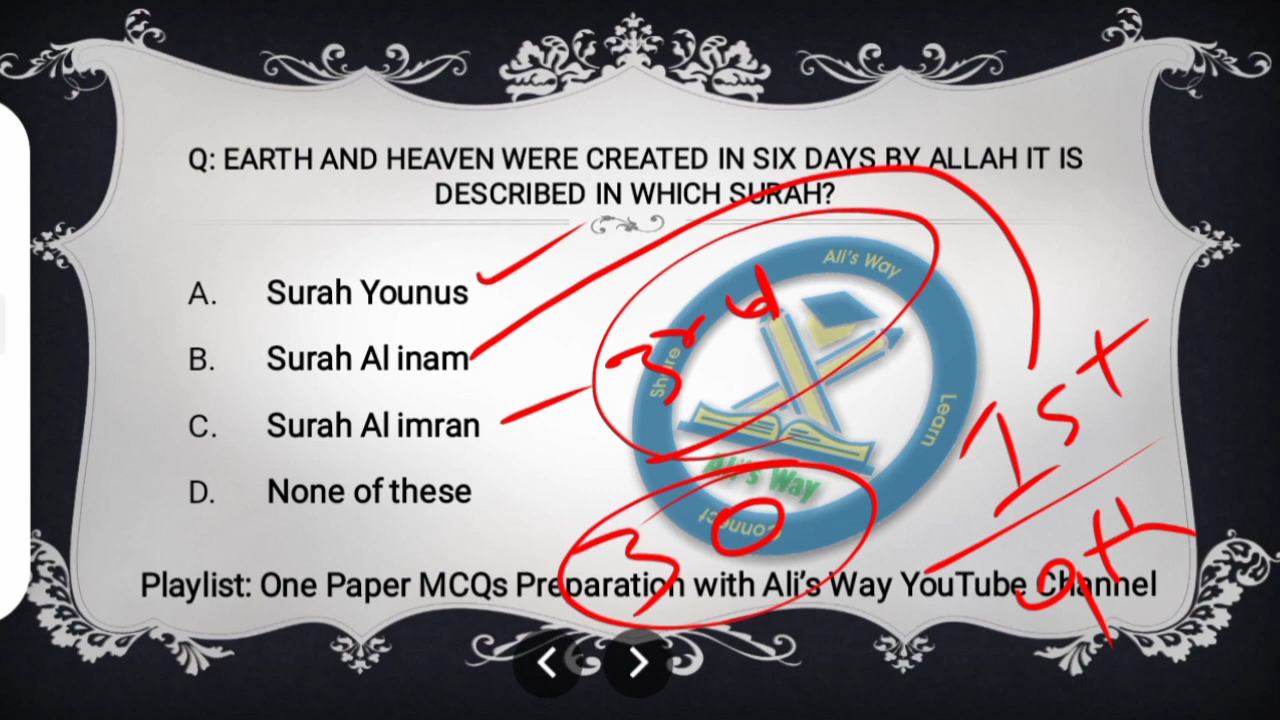 Q: EARTH AND HEAVEN WERE CREATED IN SIX DAYS BY ALLAH IT IS
DESCRIBED IN WHICH SURAH?
A. Surah Younus
B. Surah Al inam
C. Surah Al imran
D. None of these
Ali's Way
Share
Learn
Connect
Ali's Way
3rd
1st
9th
30
Playlist: One Paper MCQs Preparation with Ali's Way YouTube Channel